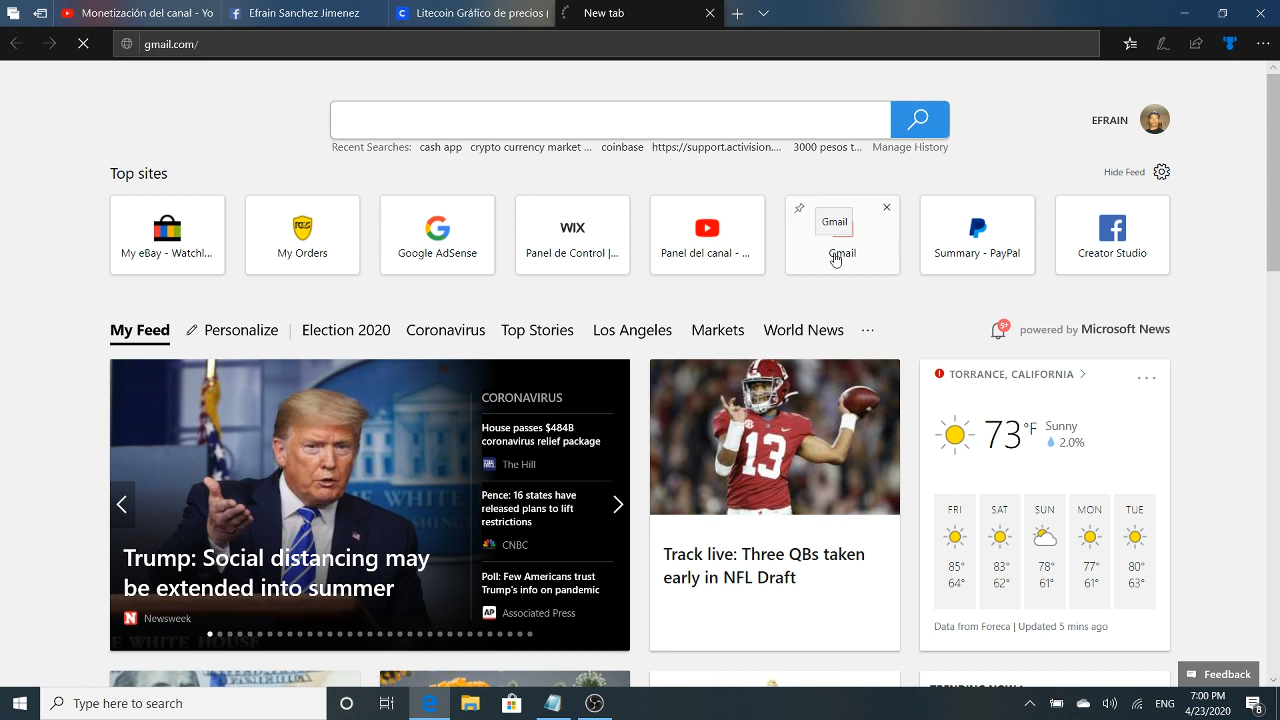 Monetización del canal - Yo
Efrain Sanchez Jimenez
Litecoin Gráfico de precios |
New tab
gmail.com/
EFRAIN
Recent Searches: cash app crypto currency market ... coinbase https://support.activision.... 3000 pesos t... Manage History
Top sites
Hide Feed
My eBay - Watchl...
My Orders
Google AdSense
WIX
Panel de Control |...
Panel del canal - ...
Gmail
Gmail
Summary - PayPal
Creator Studio
My Feed
Personalize
Election 2020
Coronavirus
Top Stories
Los Angeles
Markets
World News
...
5+
powered by Microsoft News
CORONAVIRUS
House passes $484B
coronavirus relief package
The Hill
Pence: 16 states have
released plans to lift
restrictions
CNBC
Poll: Few Americans trust
Trump's info on pandemic
AP Associated Press
Trump: Social distancing may
be extended into summer
N Newsweek
13
Track live: Three QBs taken
early in NFL Draft
TORRANCE, CALIFORNIA
73°F
Sunny
2.0%
FRI SAT SUN MON TUE
85° 83° 78° 77° 80°
64° 62° 61° 61° 63°
Data from Foreca | Updated 5 mins ago
Feedback
Type here to search
ENG
7:00 PM
4/23/2020
8